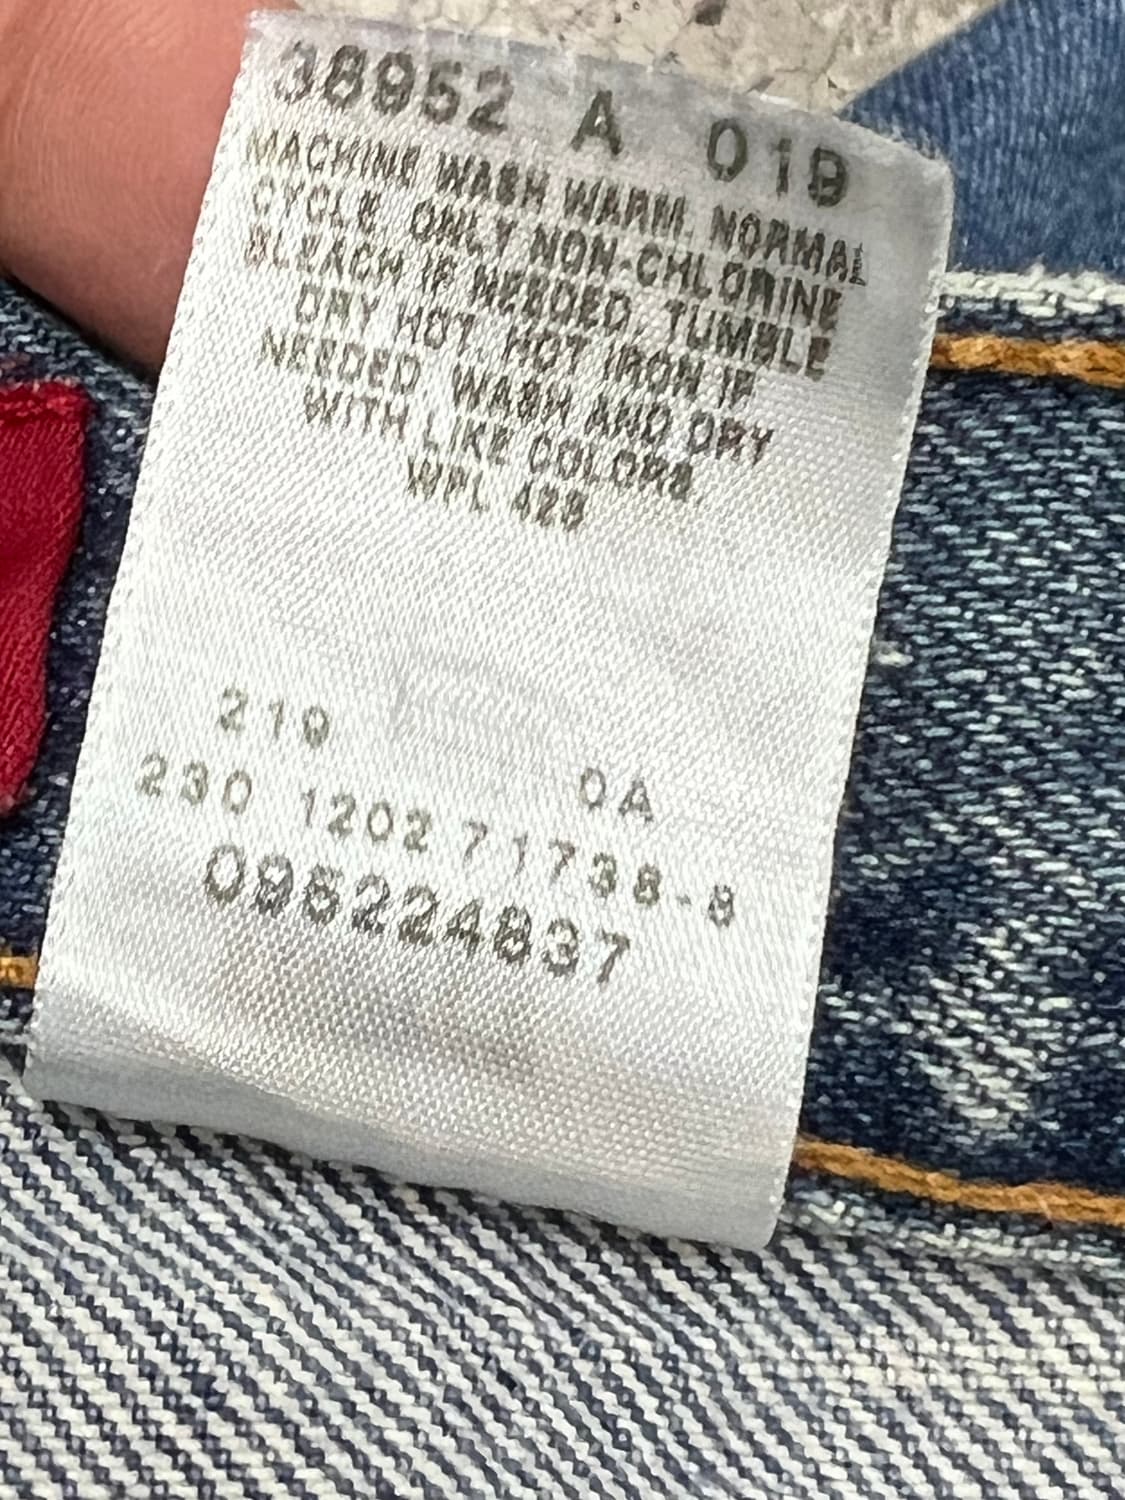 38952 A 019
MACHINE WASH WARM. NORMAL
CYCLE. ONLY NON-CHLORINE
BLEACH IF NEEDED. TUMBLE
DRY HOT. HOT IRON IF
NEEDED. WASH AND DRY
WITH LIKE COLORS
WPL 423
219 0A
230 1202 71738-8
095224837